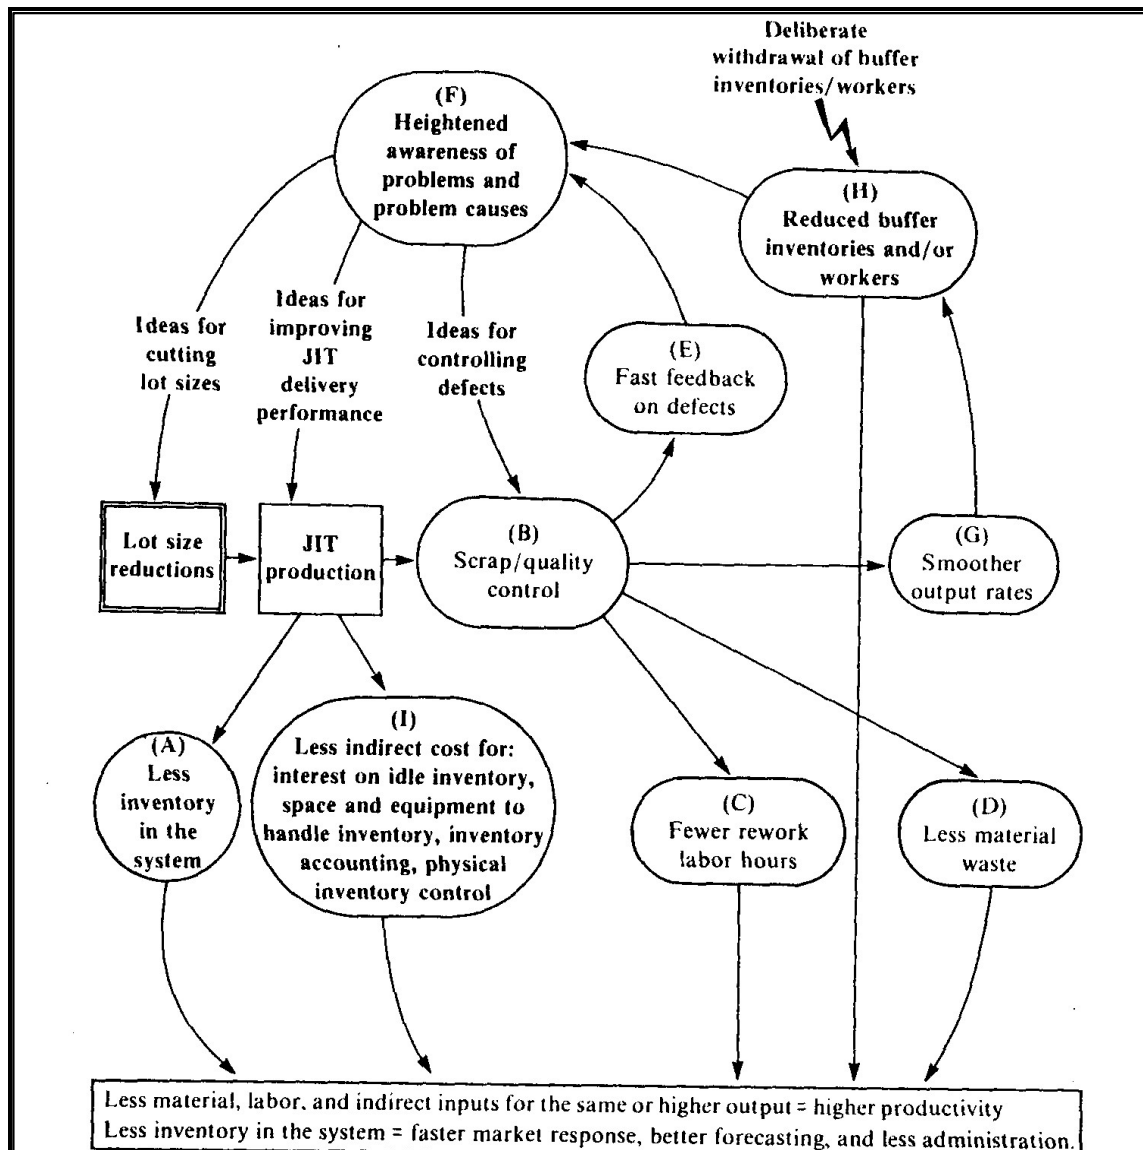 Deliberate
withdrawal of buffer
inventories/workers
(F)
Heightened
awareness of
problems and
problem causes
(H)
Reduced buffer
inventories and/or
workers
Ideas for
cutting
lot sizes
Ideas for
improving
JIT
delivery
performance
Ideas for
controlling
defects
(E)
Fast feedback
on defects
Lot size
reductions
JIT
production
(B)
Scrap/quality
control
(G)
Smoother
output rates
(A)
Less
inventory
in the
system
(I)
Less indirect cost for:
interest on idle inventory,
space and equipment to
handle inventory, inventory
accounting, physical
inventory control
(C)
Fewer rework
labor hours
(D)
Less material
waste
Less material, labor, and indirect inputs for the same or higher output = higher productivity
Less inventory in the system = faster market response, better forecasting, and less administration.